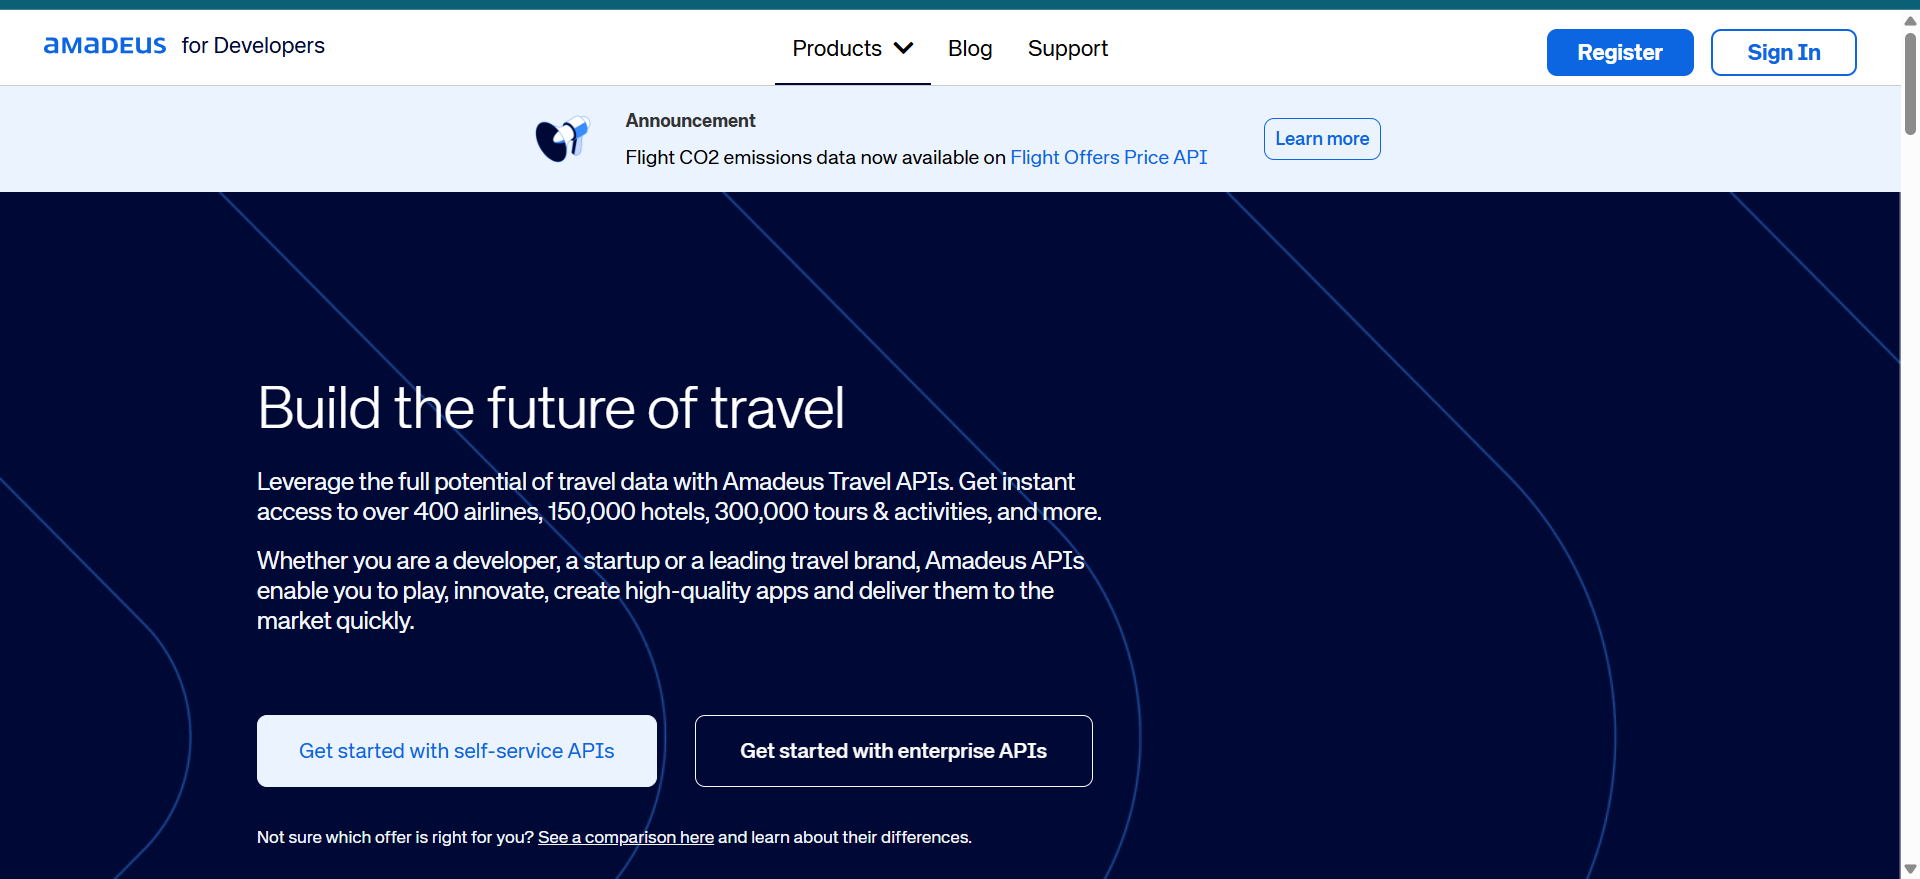 amadeus for Developers
Products
Blog
Support
Register
Sign In
Announcement
Flight CO2 emissions data now available on Flight Offers Price API
Learn more
Build the future of travel
Leverage the full potential of travel data with Amadeus Travel APIs. Get instant
access to over 400 airlines, 150,000 hotels, 300,000 tours & activities, and more.
Whether you are a developer, a startup or a leading travel brand, Amadeus APIs
enable you to play, innovate, create high-quality apps and deliver them to the
market quickly.
Get started with self-service APIs
Get started with enterprise APIs
Not sure which offer is right for you? See a comparison here and learn about their differences.